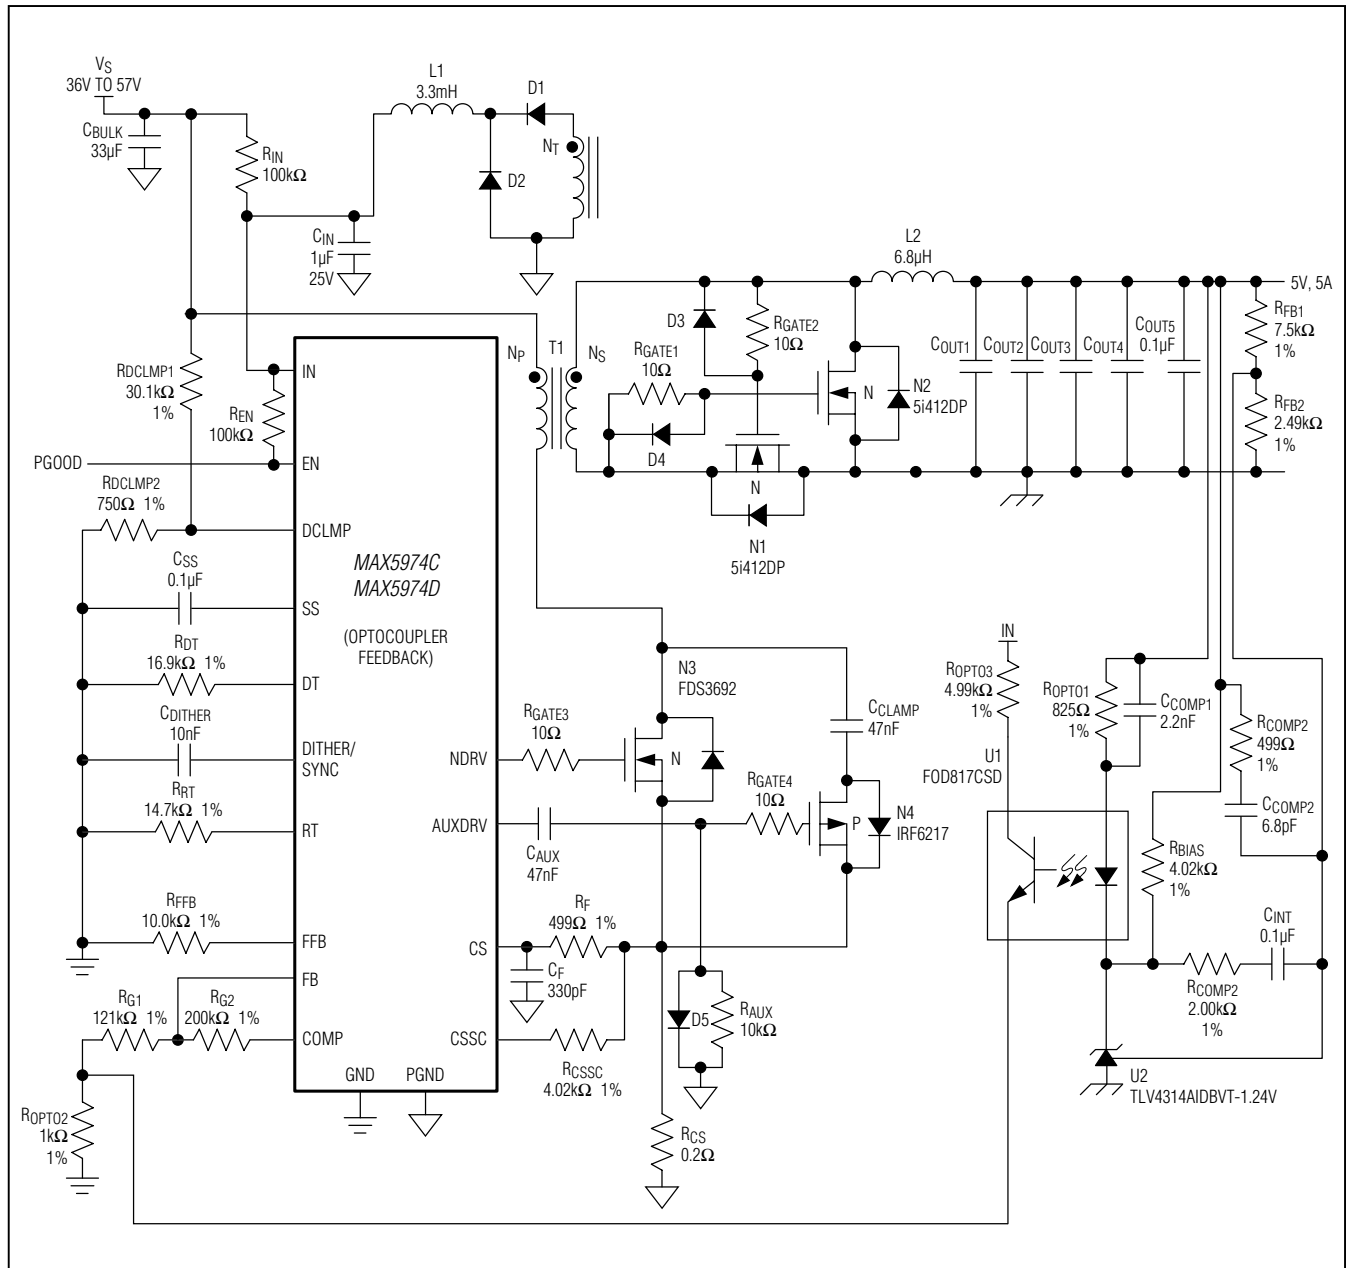 VS
36V TO 57V
CBULK
33µF
RIN
100kΩ
L1
3.3mH
D1
NT
D2
CIN
1µF
25V
L2
6.8µH
5V, 5A
D3
RGATE2
10Ω
RGATE1
10Ω
D4
NP
T1
NS
N
N2
5i412DP
N
N1
5i412DP
COUT1
COUT2
COUT3
COUT4
COUT5
0.1µF
RFB1
7.5kΩ
1%
RFB2
2.49kΩ
1%
RDCLMP1
30.1kΩ
1%
REN
100kΩ
PGOOD
RDCLMP2
750Ω 1%
CSS
0.1µF
RDT
16.9kΩ 1%
CDITHER
10nF
RRT
14.7kΩ 1%
RFFB
10.0kΩ 1%
RG1
121kΩ 1%
RG2
200kΩ 1%
ROPTO2
1kΩ
1%
IN
EN
DCLMP
SS
DT
DITHER/
SYNC
RT
FFB
FB
COMP
MAX5974C
MAX5974D
(OPTOCOUPLER
FEEDBACK)
NDRV
AUXDRV
CS
CSSC
GND
PGND
N3
FDS3692
RGATE3
10Ω
N
CCLAMP
47nF
RGATE4
10Ω
P
N4
IRF6217
CAUX
47nF
RF
499Ω 1%
CF
330pF
D5
RAUX
10kΩ
RCSSC
4.02kΩ 1%
RCS
0.2Ω
IN
ROPTO3
4.99kΩ
1%
ROPTO1
825Ω
1%
CCOMP1
2.2nF
RCOMP2
499Ω
1%
U1
FOD817CSD
CCOMP2
6.8pF
RBIAS
4.02kΩ
1%
CINT
0.1µF
RCOMP2
2.00kΩ
1%
U2
TLV4314AIDBVT-1.24V